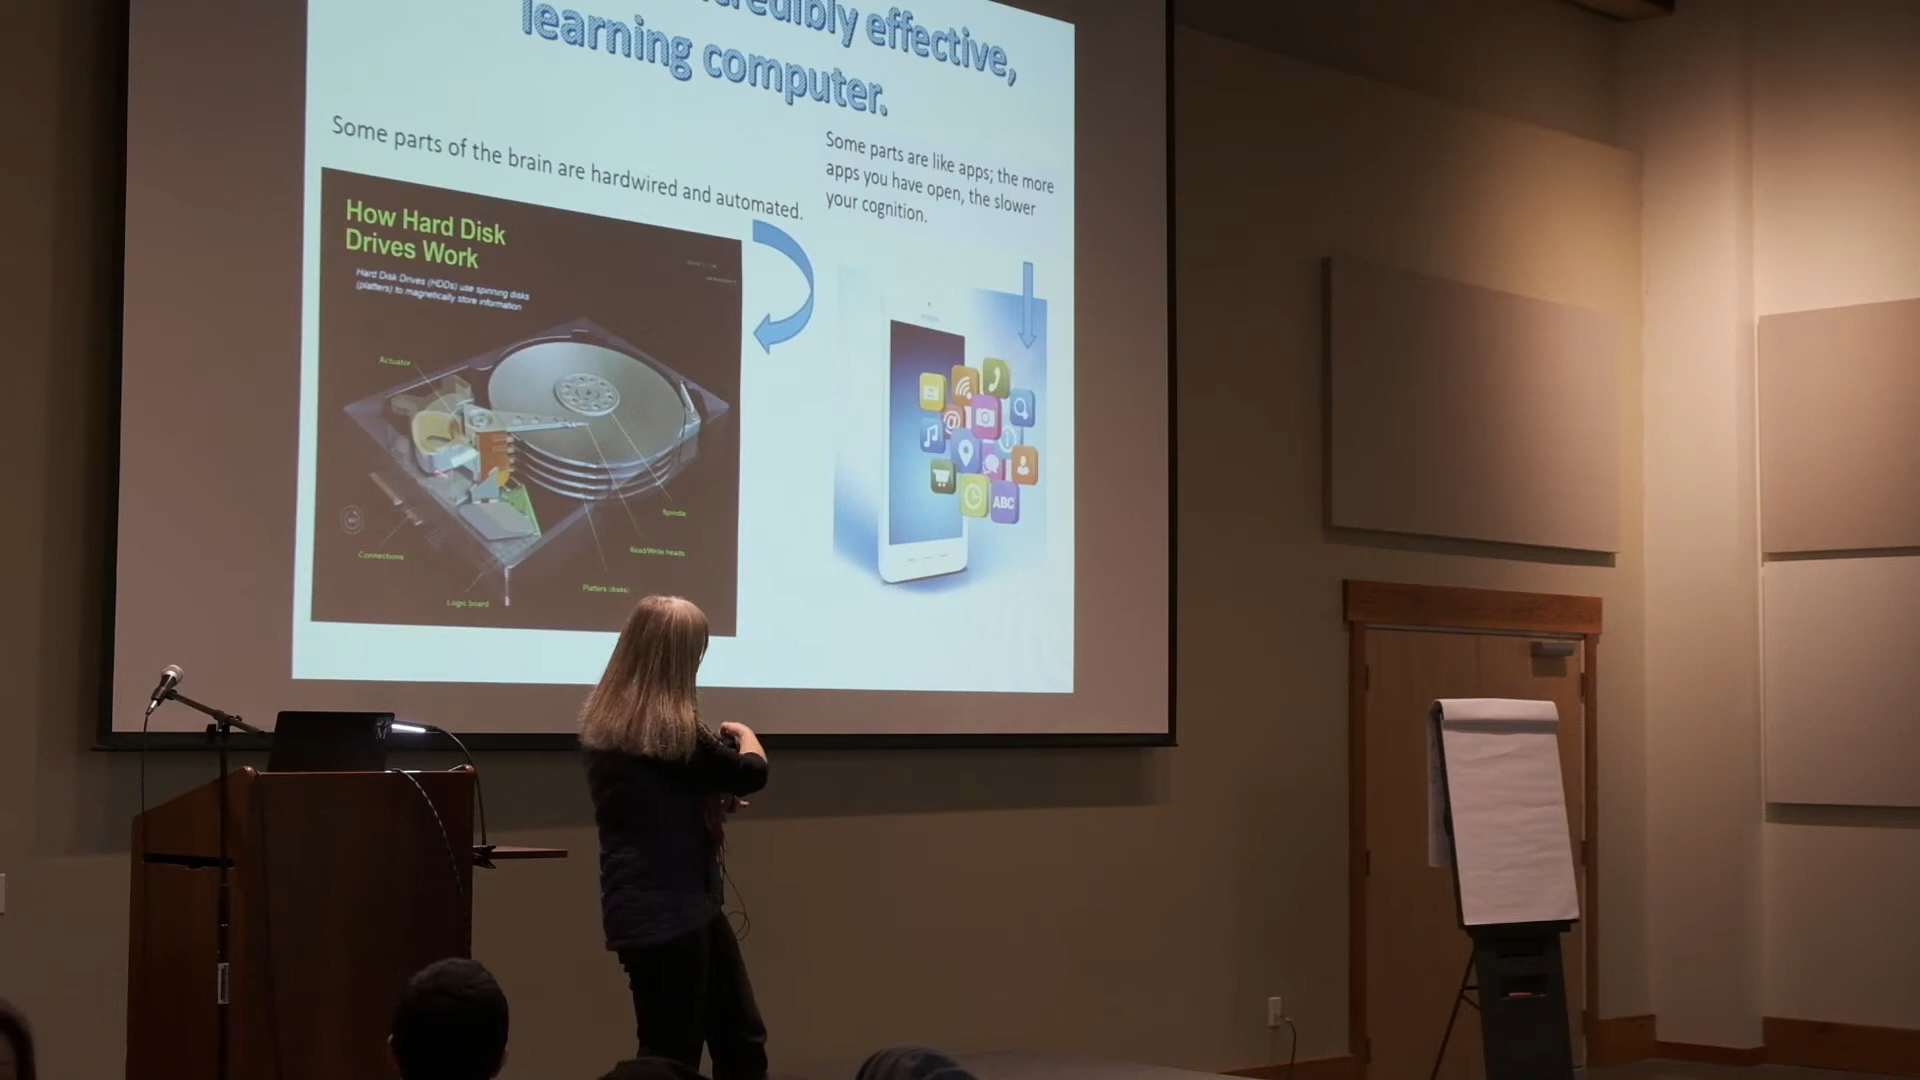 effective,
learning computer.
Some parts of the brain are hardwired and automated.
Some parts are like apps; the more
apps you have open, the slower
your cognition.
How Hard Disk
Drives Work
Hard Disk Drives (HDDs) use spinning disks
(platters) to magnetically store information
Actuator
Spindle
Read/Write heads
Connections
Platters (disks)
Logic board
ABC